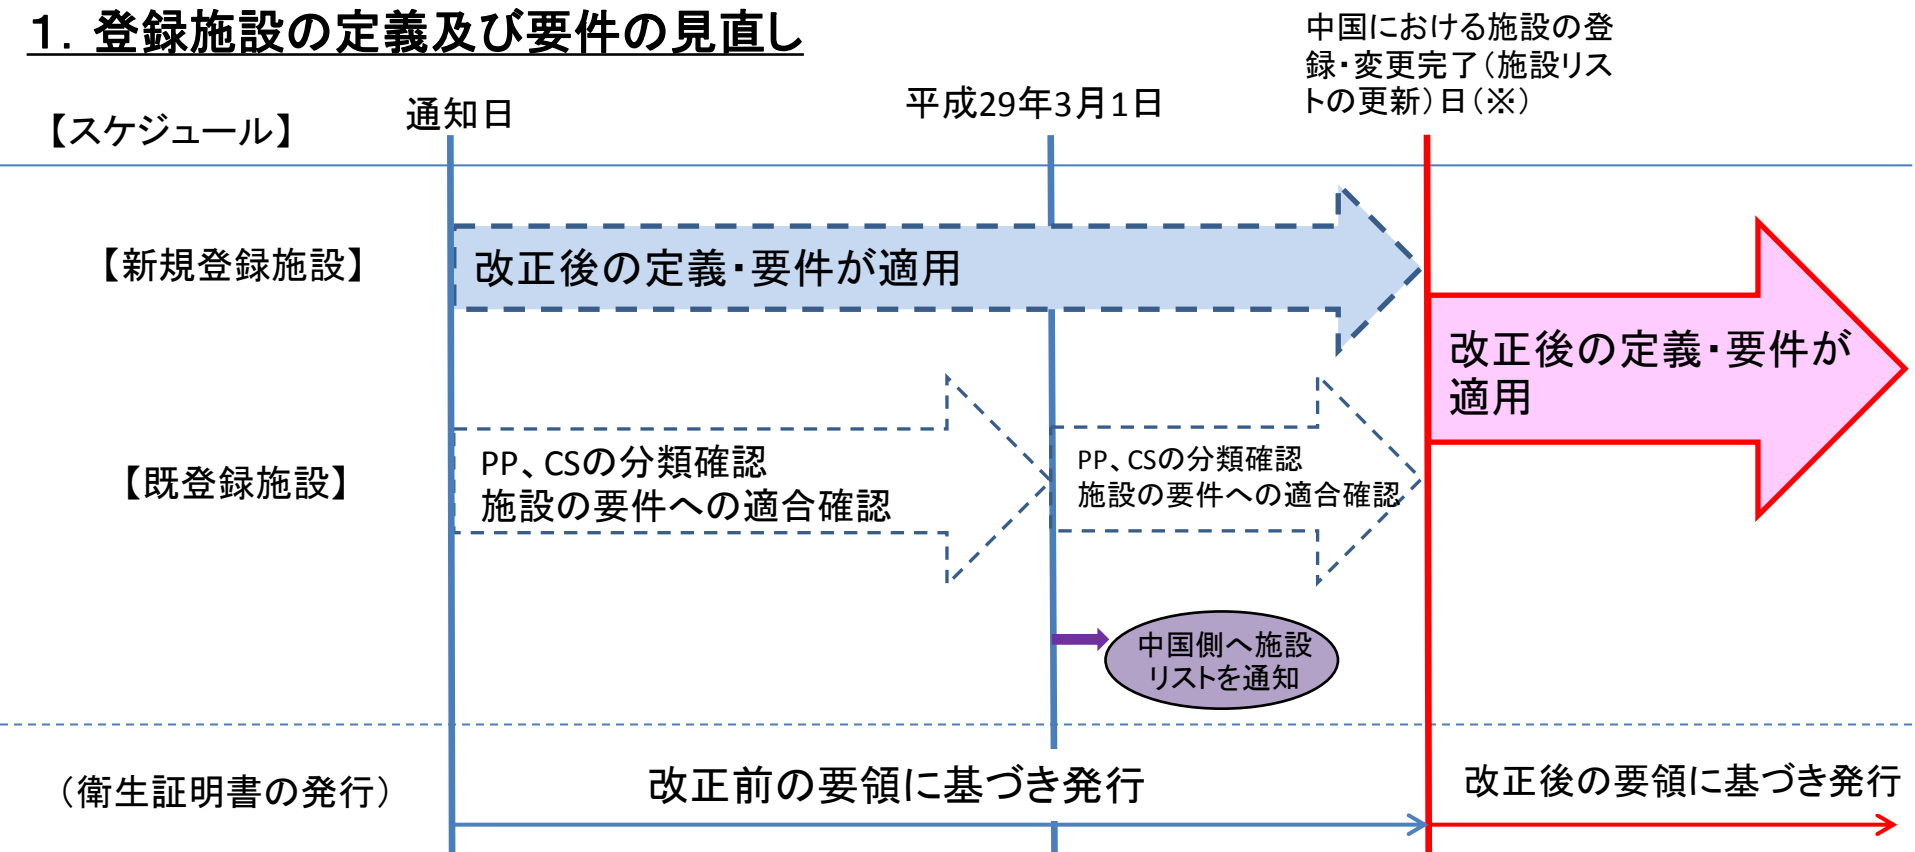 １．登録施設の定義及び要件の見直し
中国における施設の登
録・変更完了（施設リス
トの更新）日（※）
【スケジュール】
通知日
平成29年3月1日
【新規登録施設】
改正後の定義・要件が適用
改正後の定義・要件が
適用
【既登録施設】
PP、CSの分類確認
施設の要件への適合確認
PP、CSの分類確認
施設の要件への適合確認
中国側へ施設
リストを通知
（衛生証明書の発行）
改正前の要領に基づき発行
改正後の要領に基づき発行